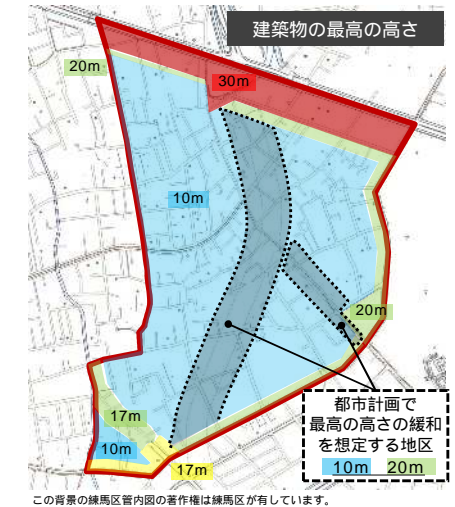 建築物の最高の高さ
20m
30m
10m
20m
17m
10m
17m
都市計画で
最高の高さの緩和
を想定する地区
10m 20m
この背景の練馬区管内図の著作権は練馬区が有しています。